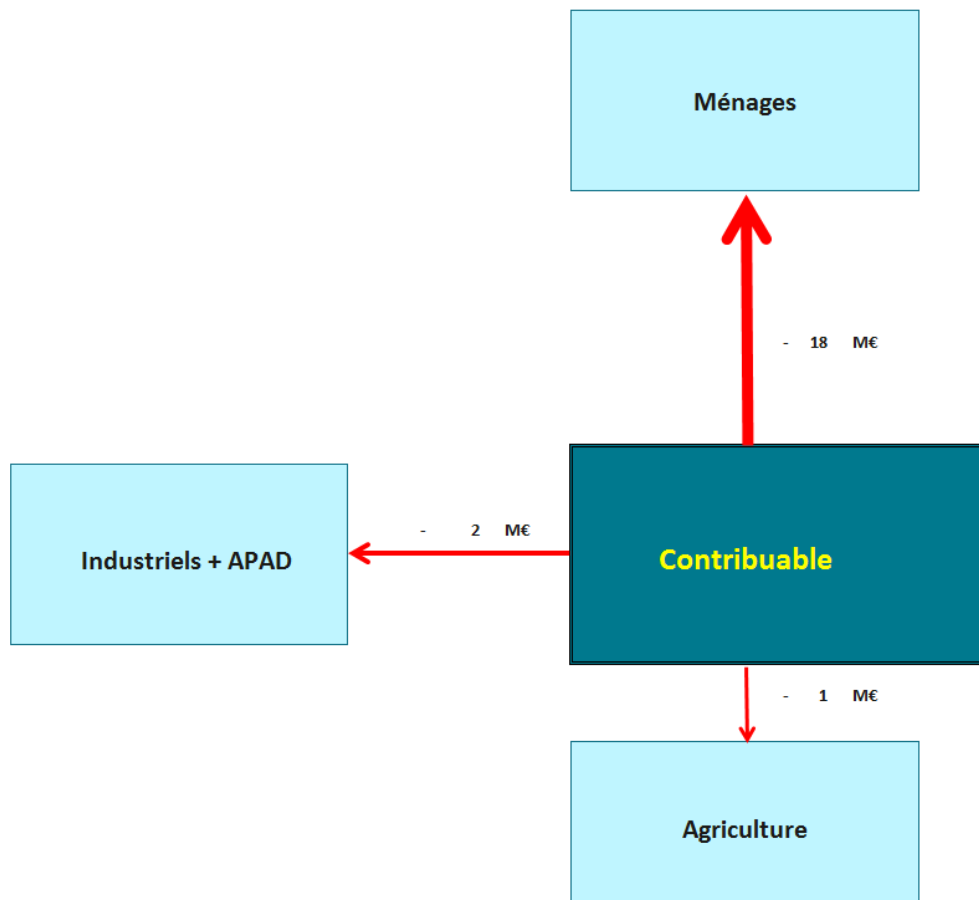 Ménages
- 18 M€
- 2 M€
Industriels + APAD
Contribuable
- 1 M€
Agriculture